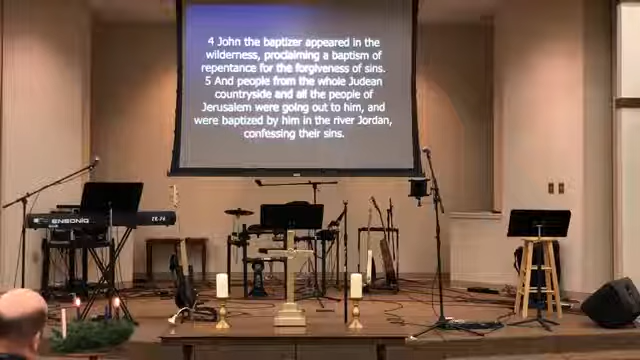 4 John the baptizer appeared in the
wilderness, proclaiming a baptism of
repentance for the forgiveness of sins.
5 And people from the whole Judean
countryside and all the people of
Jerusalem were going out to him, and
were baptized by him in the river Jordan,
confessing their sins.
ENSONIQ